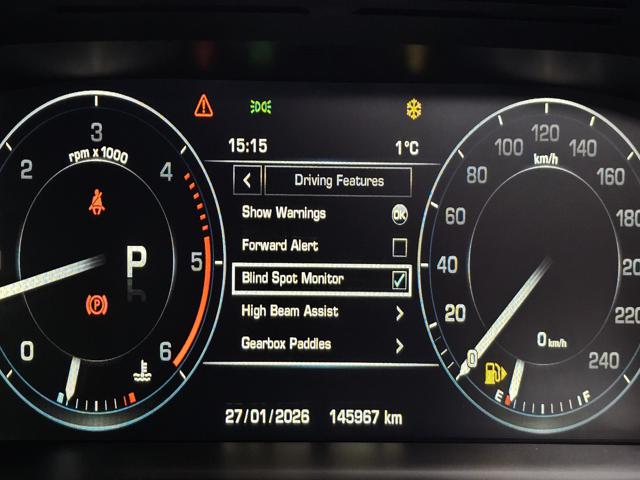 15:15
1°C
Driving Features
Show Warnings OK
Forward Alert
Blind Spot Monitor
High Beam Assist
Gearbox Paddles
27/01/2026 145967 km
rpm x 1000
0
2
3
4
5
6
P
P
km/h
0
20
40
60
80
100
120
140
160
180
200
220
240
0 km/h
E F